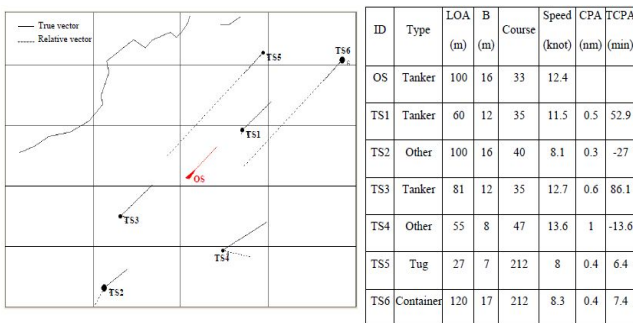 True vector
Relative vector
TS5
TS6
TS1
OS
TS3
TS4
TS2
ID Type LOA (m) B (m) Course Speed (knot) CPA (nm) TCPA (min)
OS Tanker 100 16 33 12.4
TS1 Tanker 60 12 35 11.5 0.5 52.9
TS2 Other 100 16 40 8.1 0.3 -27
TS3 Tanker 81 12 35 12.7 0.6 86.1
TS4 Other 55 8 47 13.6 1 -13.6
TS5 Tug 27 7 212 8 0.4 6.4
TS6 Container 120 17 212 8.3 0.4 7.4